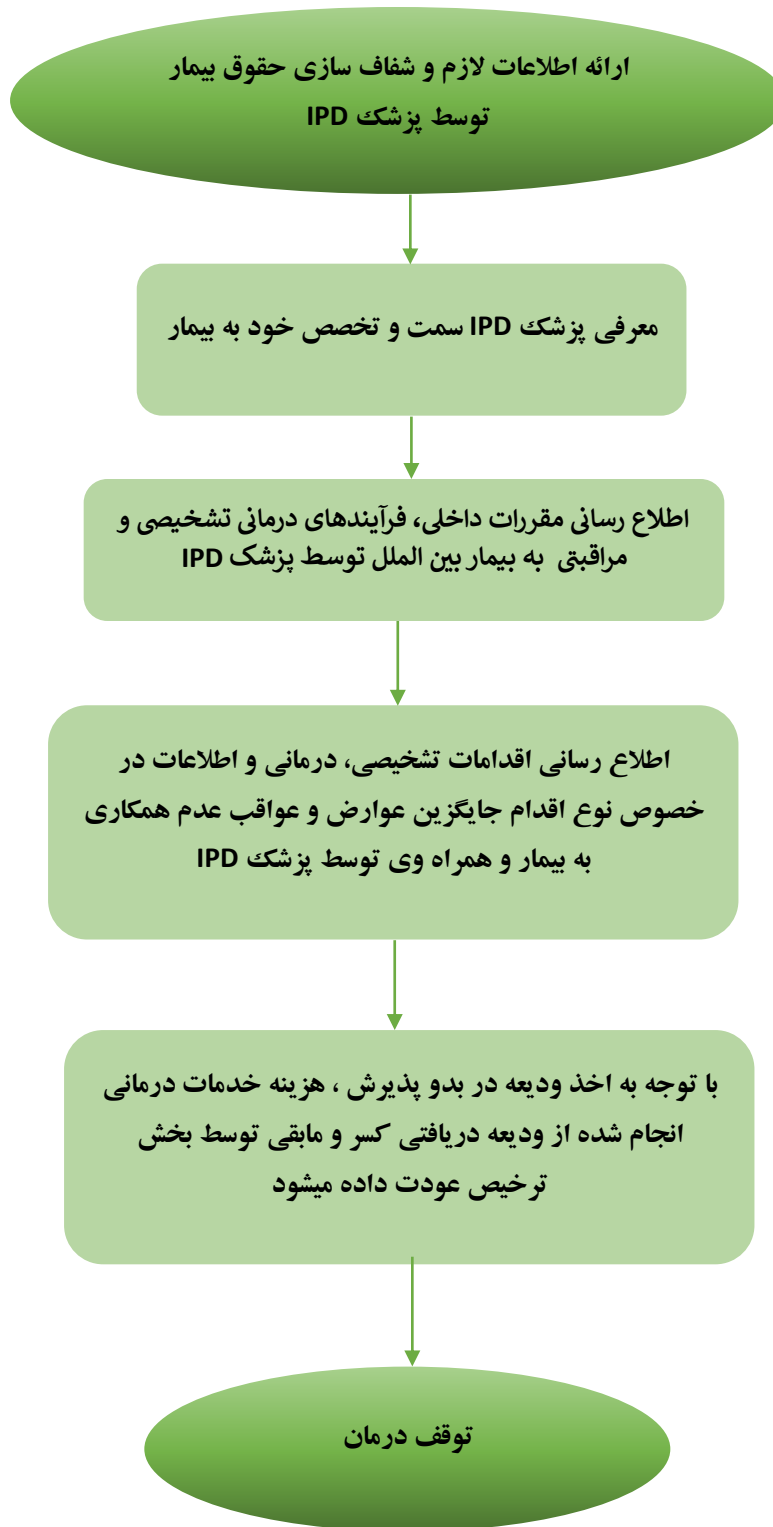 ارائه اطلاعات لازم و شفاف سازی حقوق بیمار
توسط پزشک IPD
معرفی پزشک IPD سمت و تخصص خود به بیمار
اطلاع رسانی مقررات داخلی، فرآیندهای درمانی تشخیصی و
مراقبتی به بیمار بین الملل توسط پزشک IPD
اطلاع رسانی اقدامات تشخیصی، درمانی و اطلاعات در
خصوص نوع اقدام جایگزین عوارض و عواقب عدم همکاری
به بیمار و همراه وی توسط پزشک IPD
با توجه به اخذ ودیعه در بدو پذیرش ، هزینه خدمات درمانی
انجام شده از ودیعه دریافتی کسر و مابقی توسط بخش
ترخیص عودت داده میشود
توقف درمان